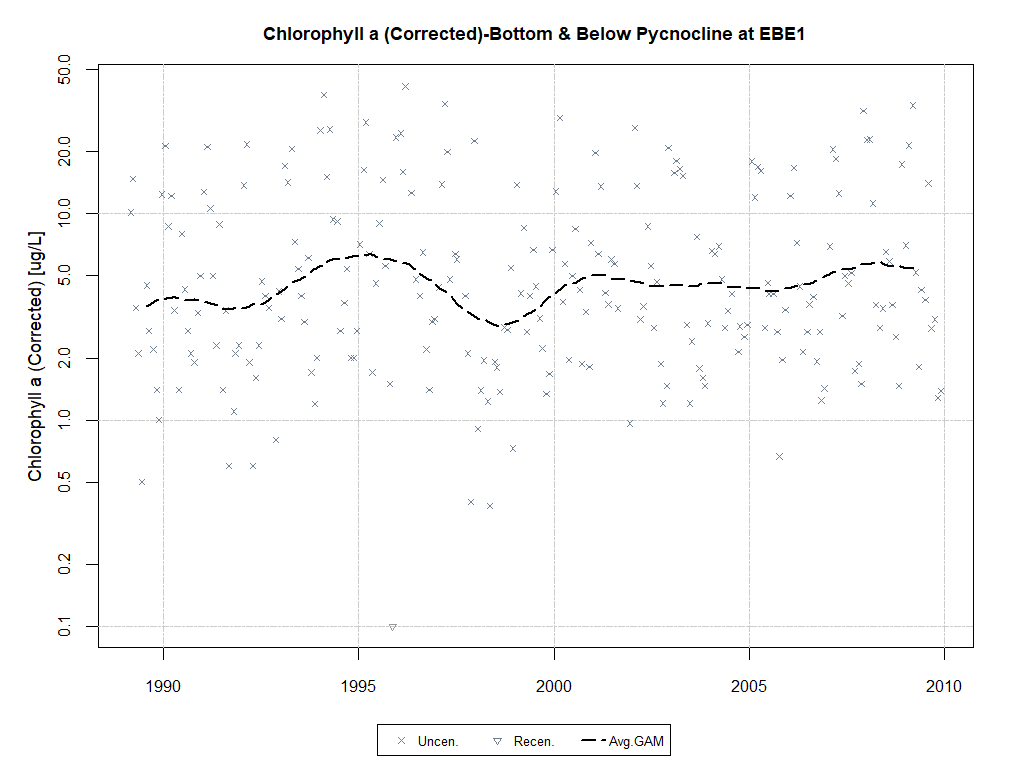 Chlorophyll a (Corrected)-Bottom & Below Pycnocline at EBE1
Chlorophyll a (Corrected) [ug/L]
50.0
20.0
10.0
5.0
2.0
1.0
0.5
0.2
0.1
1990 1995 2000 2005 2010
Uncen. Recen. Avg.GAM